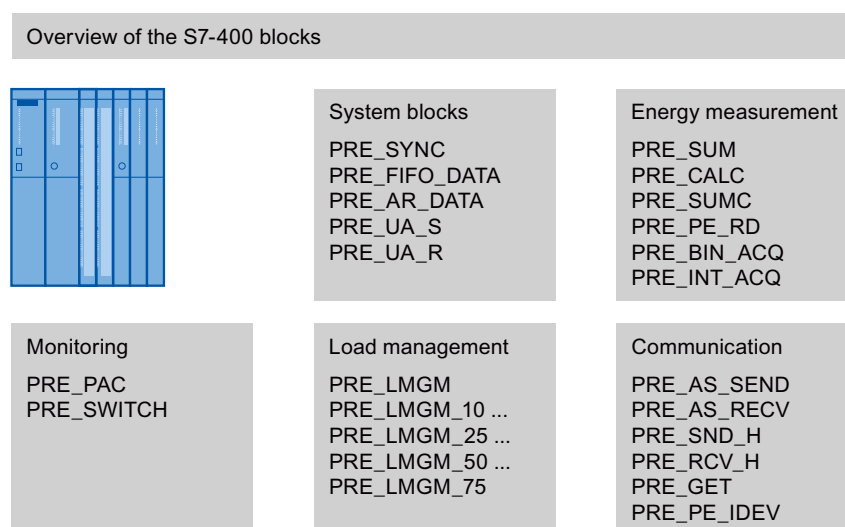 Overview of the S7-400 blocks
System blocks
PRE_SYNC
PRE_FIFO_DATA
PRE_AR_DATA
PRE_UA_S
PRE_UA_R
Energy measurement
PRE_SUM
PRE_CALC
PRE_SUMC
PRE_PE_RD
PRE_BIN_ACQ
PRE_INT_ACQ
Monitoring
PRE_PAC
PRE_SWITCH
Load management
PRE_LMGM
PRE_LMGM_10 ...
PRE_LMGM_25 ...
PRE_LMGM_50 ...
PRE_LMGM_75
Communication
PRE_AS_SEND
PRE_AS_RECV
PRE_SND_H
PRE_RCV_H
PRE_GET
PRE_PE_IDEV